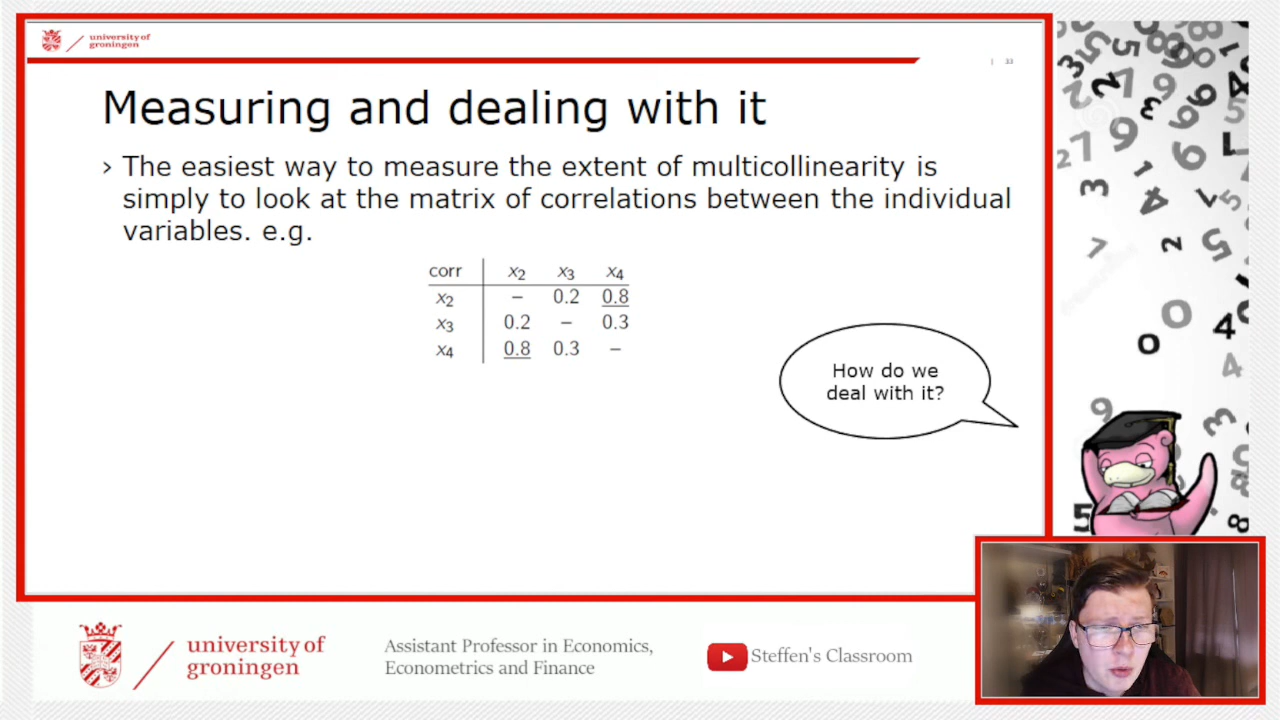 university of
groningen
| 33
Measuring and dealing with it
› The easiest way to measure the extent of multicollinearity is
simply to look at the matrix of correlations between the individual
variables. e.g.
corr x2 x3 x4
x2 – 0.2 0.8
x3 0.2 – 0.3
x4 0.8 0.3 –
How do we
deal with it?
university of
groningen
Assistant Professor in Economics,
Econometrics and Finance
Steffen's Classroom